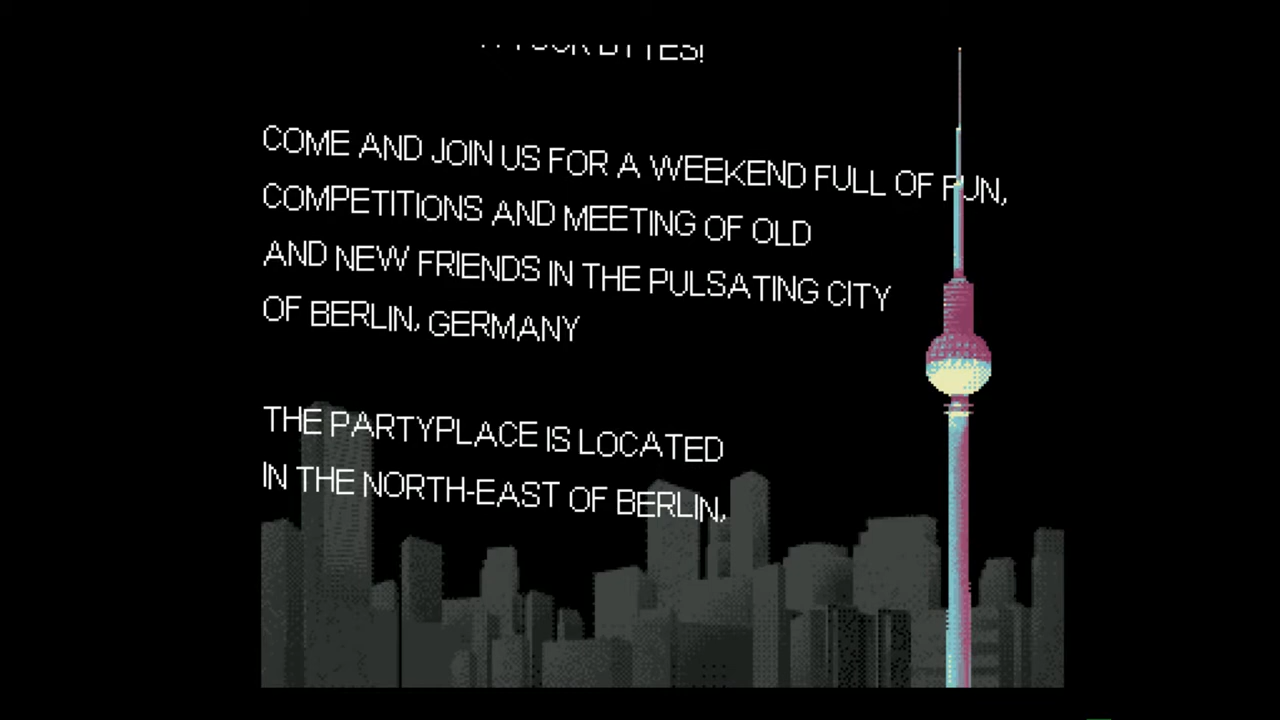 BYTES!
COME AND JOIN US FOR A WEEKEND FULL OF FUN,
COMPETITIONS AND MEETING OF OLD
AND NEW FRIENDS IN THE PULSATING CITY
OF BERLIN, GERMANY
THE PARTYPLACE IS LOCATED
IN THE NORTH-EAST OF BERLIN,